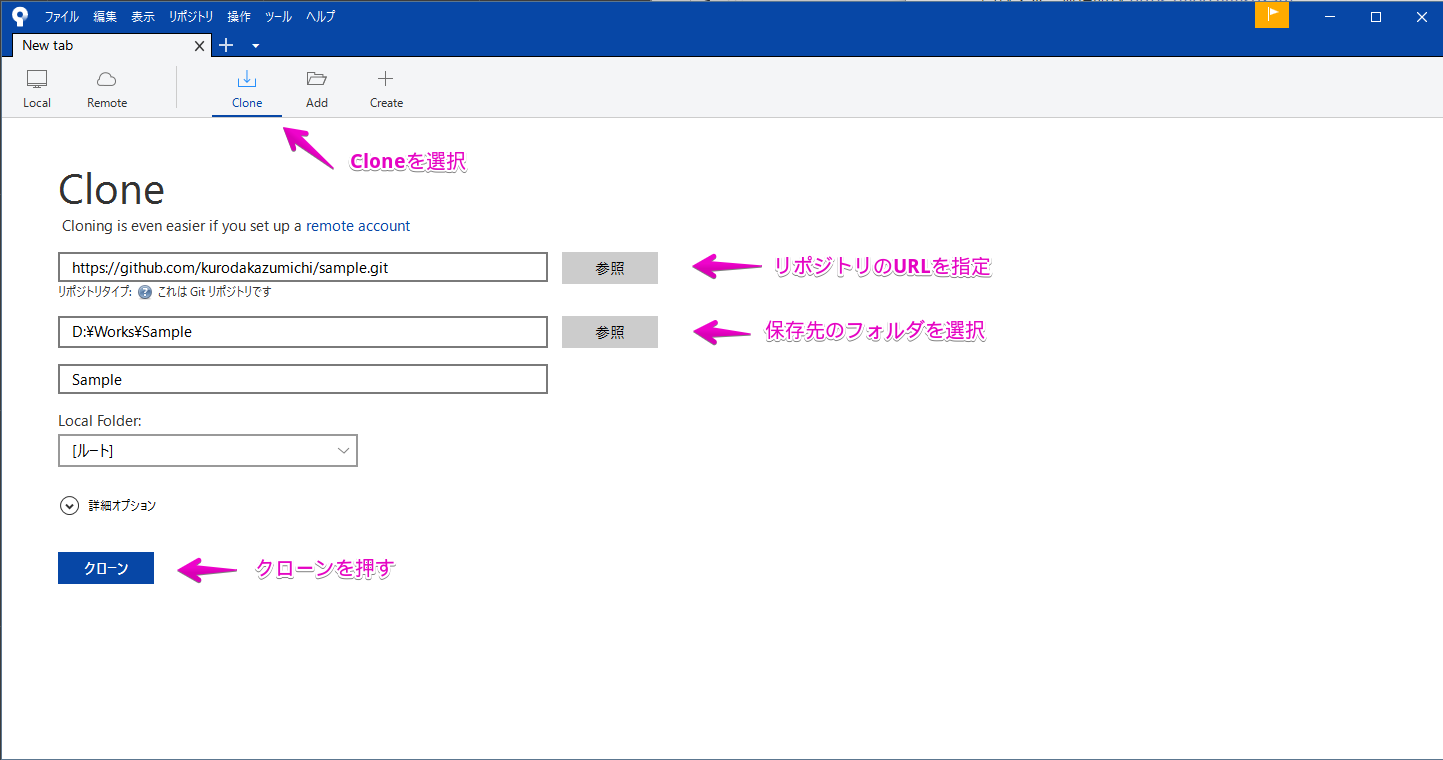 ファイル 編集 表示 リポジトリ 操作 ツール ヘルプ
New tab
Local Remote Clone Add Create
Cloneを選択
Clone
Cloning is even easier if you set up a remote account
https://github.com/kurodakazumichi/sample.git 参照 リポジトリのURLを指定
リポジトリタイプ: ? これは Git リポジトリです
D:¥Works¥Sample 参照 保存先のフォルダを選択
Sample
Local Folder:
[ルート]
詳細オプション
クローン クローンを押す